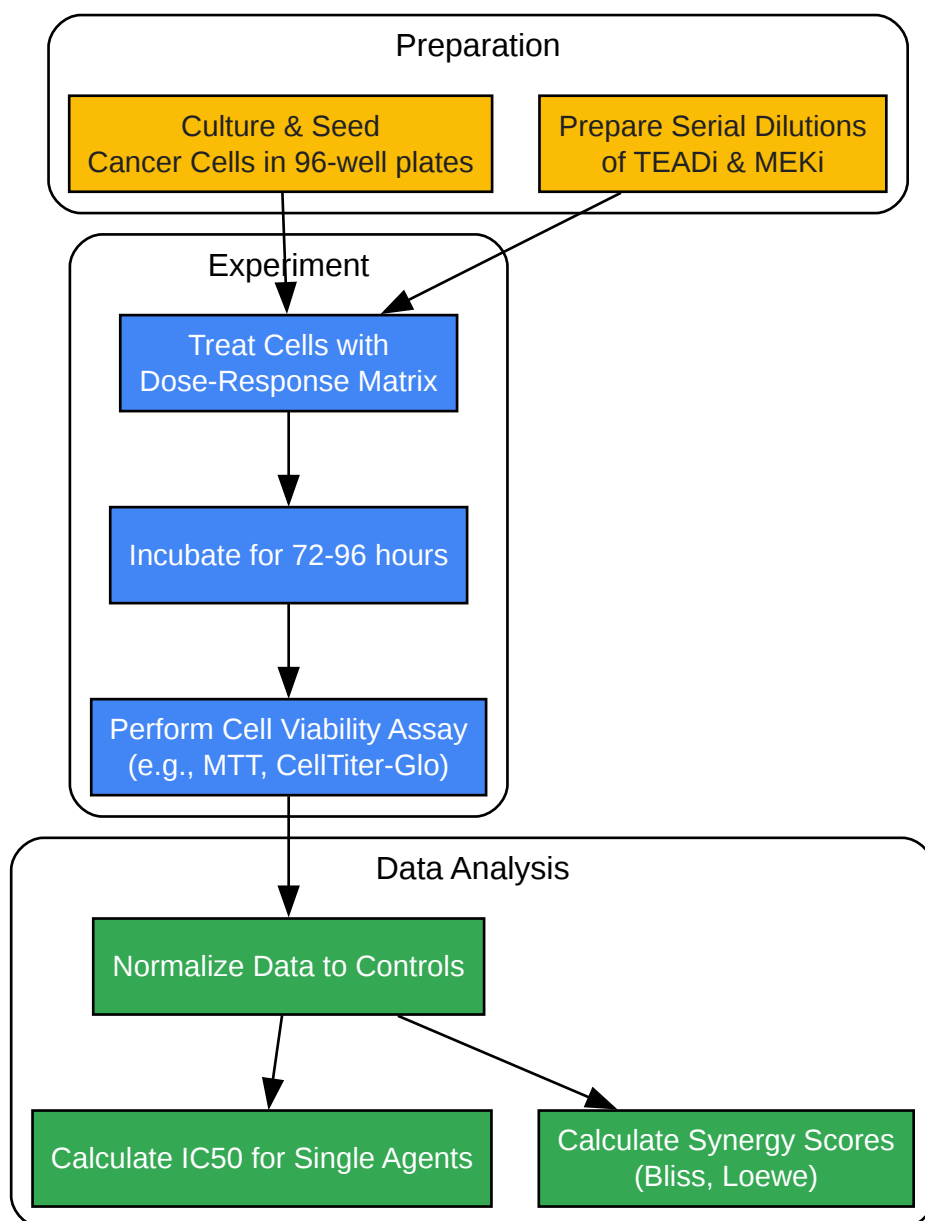 Preparation
Culture & Seed
Cancer Cells in 96-well plates
Prepare Serial Dilutions
of TEADi & MEKi
Experiment
Treat Cells with
Dose-Response Matrix
Incubate for 72-96 hours
Perform Cell Viability Assay
(e.g., MTT, CellTiter-Glo)
Data Analysis
Normalize Data to Controls
Calculate IC50 for Single Agents
Calculate Synergy Scores
(Bliss, Loewe)